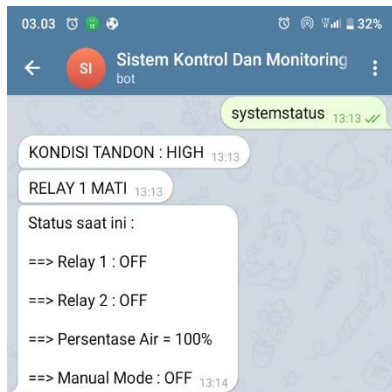 03.03 32%
Sistem Kontrol Dan Monitoring
SI
bot
systemstatus 13:13
KONDISI TANDON : HIGH 13:13
RELAY 1 MATI 13:13
Status saat ini :
==> Relay 1 : OFF
==> Relay 2 : OFF
==> Persentase Air = 100%
==> Manual Mode : OFF 13:14